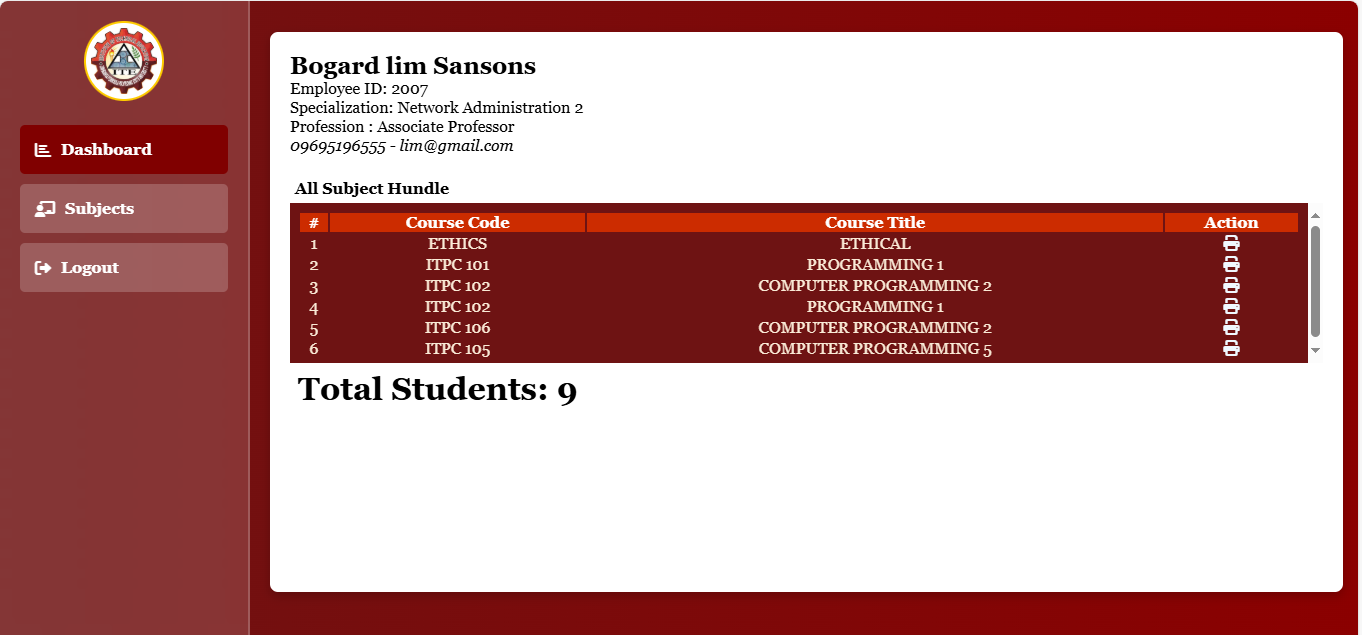 ITE
Dashboard
Subjects
Logout
Bogard lim Sansons
Employee ID: 2007
Specialization: Network Administration 2
Profession : Associate Professor
09695196555 - lim@gmail.com
All Subject Hundle
# Course Code Course Title Action
1 ETHICS ETHICAL
2 ITPC 101 PROGRAMMING 1
3 ITPC 102 COMPUTER PROGRAMMING 2
4 ITPC 102 PROGRAMMING 1
5 ITPC 106 COMPUTER PROGRAMMING 2
6 ITPC 105 COMPUTER PROGRAMMING 5
Total Students: 9